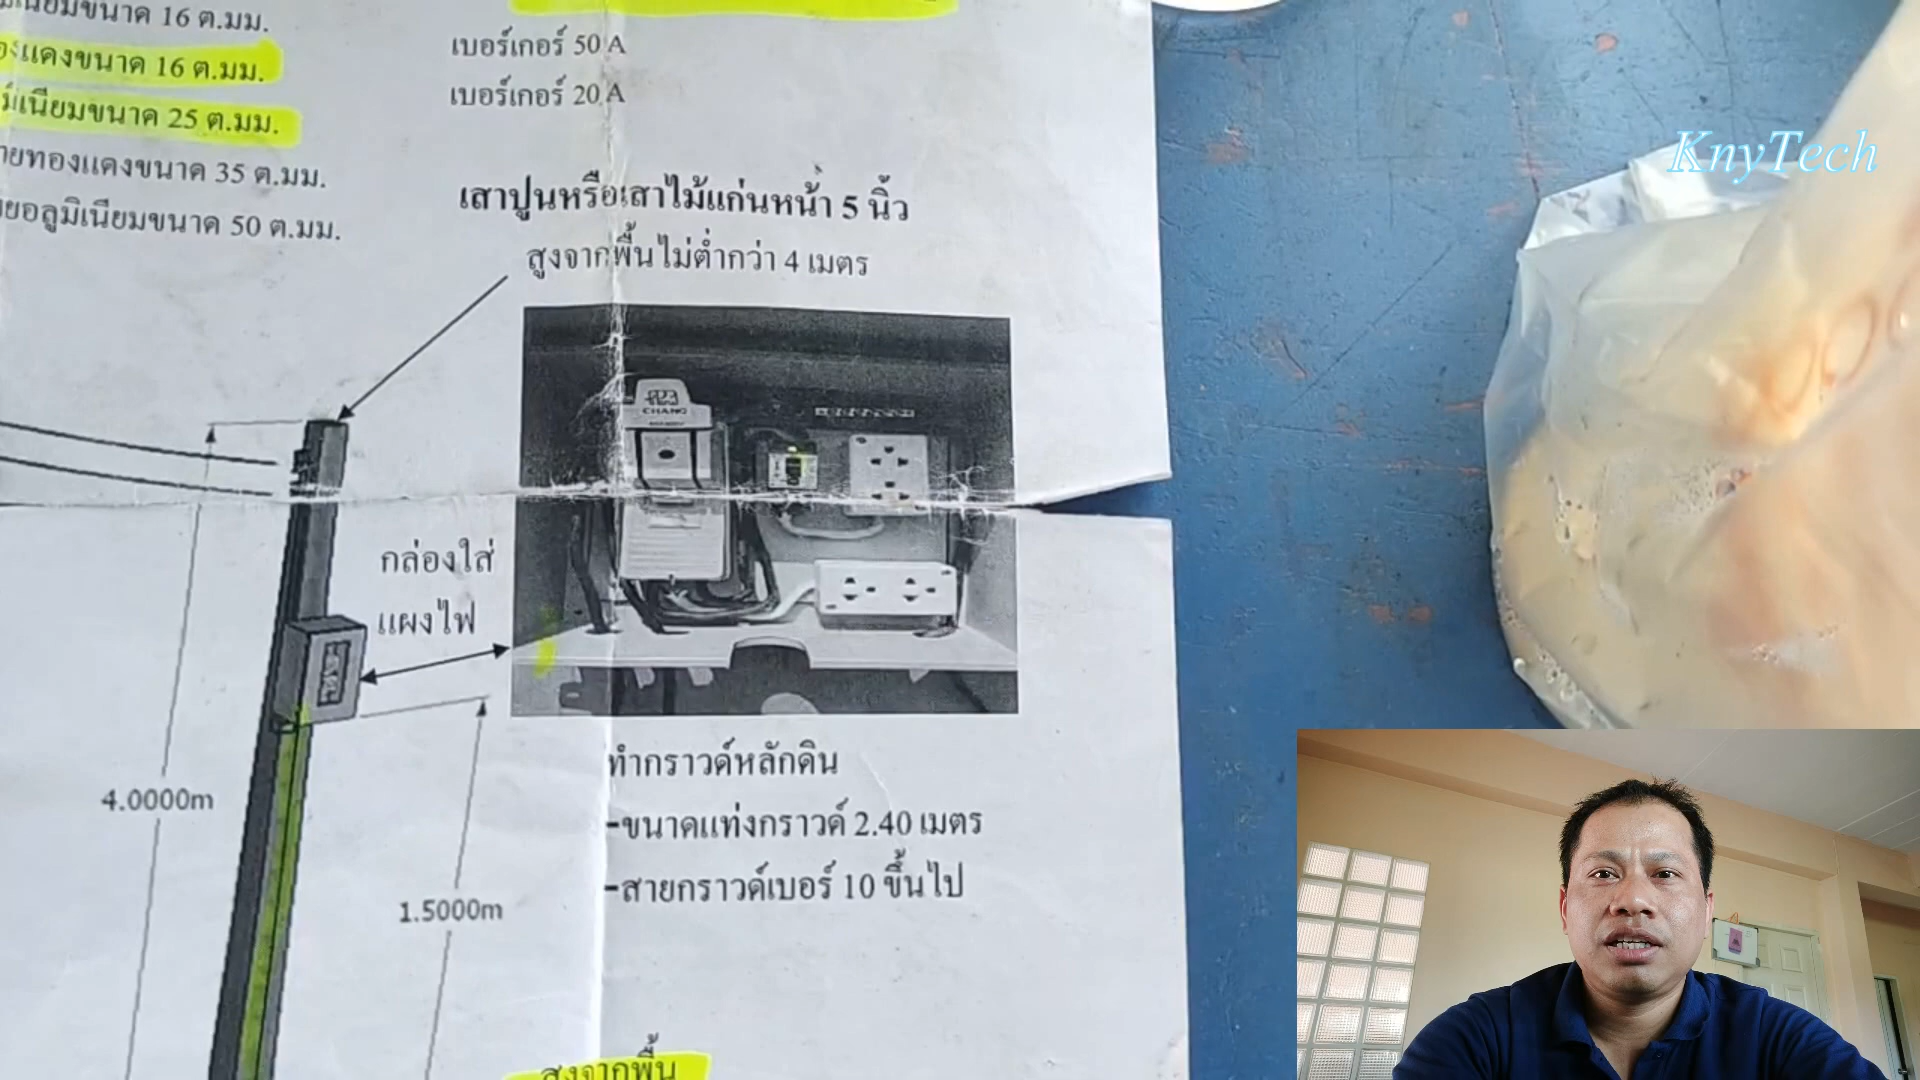 มิเนียมขนาด 16 ต.มม.
องแดงขนาด 16 ต.มม.
มิเนียมขนาด 25 ต.มม.
ายทองแดงขนาด 35 ต.มม.
ยอลูมิเนียมขนาด 50 ต.มม.
เบอร์เกอร์ 50 A
เบอร์เกอร์ 20 A
เสาปูนหรือเสาไม้แก่นหน้า 5 นิ้ว
สูงจากพื้นไม่ต่ำกว่า 4 เมตร
KnyTech
CHANG
กล่องใส่
แผงไฟ
4.0000m
1.5000m
ทำกราวด์หลักดิน
-ขนาดแท่งกราวด์ 2.40 เมตร
-สายกราวด์เบอร์ 10 ขึ้นไป
สูงจากพื้น